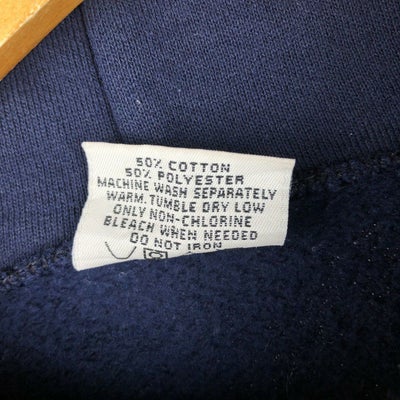 50% COTTON
50% POLYESTER
MACHINE WASH SEPARATELY
WARM. TUMBLE DRY LOW
ONLY NON-CHLORINE
BLEACH WHEN NEEDED
DO NOT IRON